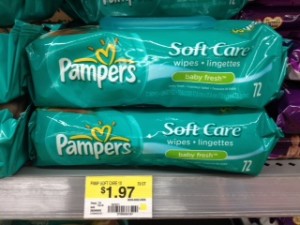 Pampers
Soft Care
wipes • lingettes
baby fresh
72
Pampers
Soft Care
wipes • lingettes
baby fresh
72
$1.97